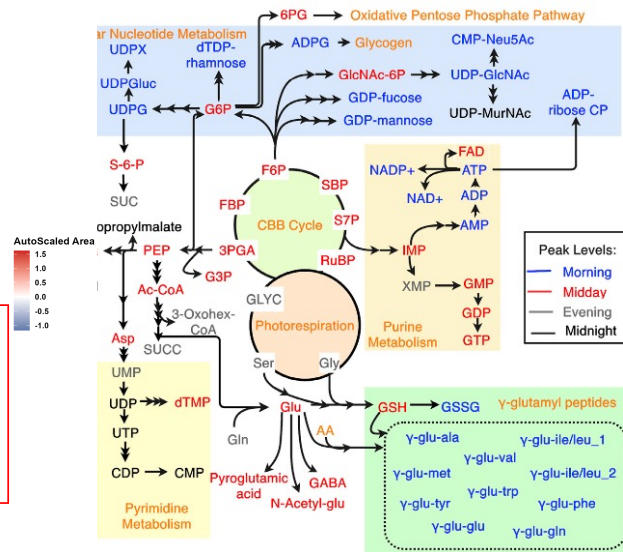 6PG
Oxidative Pentose Phosphate Pathway
ar Nucleotide Metabolism
UDPX
dTDP-
rhamnose
ADPG
Glycogen
CMP-Neu5Ac
UDPGluc
GlcNAc-6P
UDP-GlcNAc
UDPG
G6P
GDP-fucose
GDP-mannose
UDP-MurNAc
ADP-
ribose CP
S-6-P
SUC
F6P
SBP
FBP
S7P
CBB Cycle
3PGA
RuBP
FAD
NADP+
ATP
NAD+
ADP
AMP
IMP
XMP
GMP
GDP
GTP
Purine
Metabolism
opropylmalate
PEP
G3P
Ac-CoA
3-Oxohex-
CoA
SUCC
AutoScaled Area
1.5
1.0
0.5
0.0
-0.5
-1.0
Peak Levels:
Morning
Midday
Evening
Midnight
GLYC
Photorespiration
Ser
Gly
Asp
UMP
UDP
dTMP
UTP
CDP
CMP
Pyrimidine
Metabolism
Glu
Gln
AA
Pyroglutamic
acid
GABA
N-Acetyl-glu
GSH
GSSG
γ-glutamyl peptides
γ-glu-ala
γ-glu-ile/leu_1
γ-glu-val
γ-glu-met
γ-glu-ile/leu_2
γ-glu-trp
γ-glu-tyr
γ-glu-phe
γ-glu-glu
γ-glu-gln